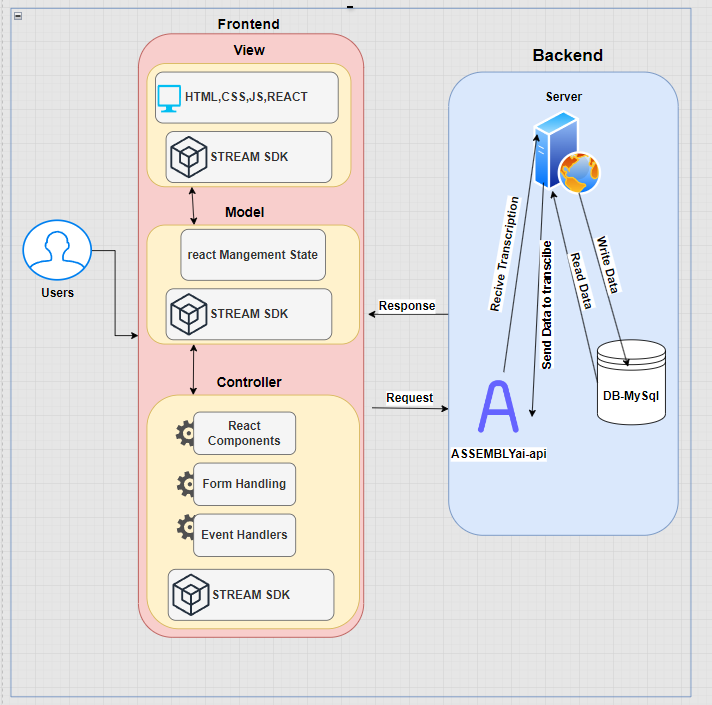 Frontend
View
HTML,CSS,JS,REACT
STREAM SDK
Model
react Mangement State
STREAM SDK
Controller
React
Components
Form Handling
Event Handlers
STREAM SDK
Users
Response
Request
Backend
Server
Recive Transcription
Send Data to transcibe
Read Data
Write Data
DB-MySql
ASSEMBLYai-api